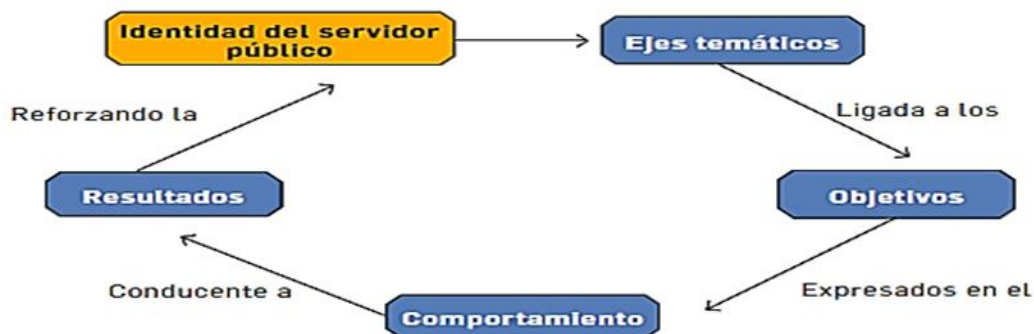 Identidad del servidor
público
Ejes temáticos
Ligada a los
Objetivos
Expresados en el
Comportamiento
Conducente a
Resultados
Reforzando la